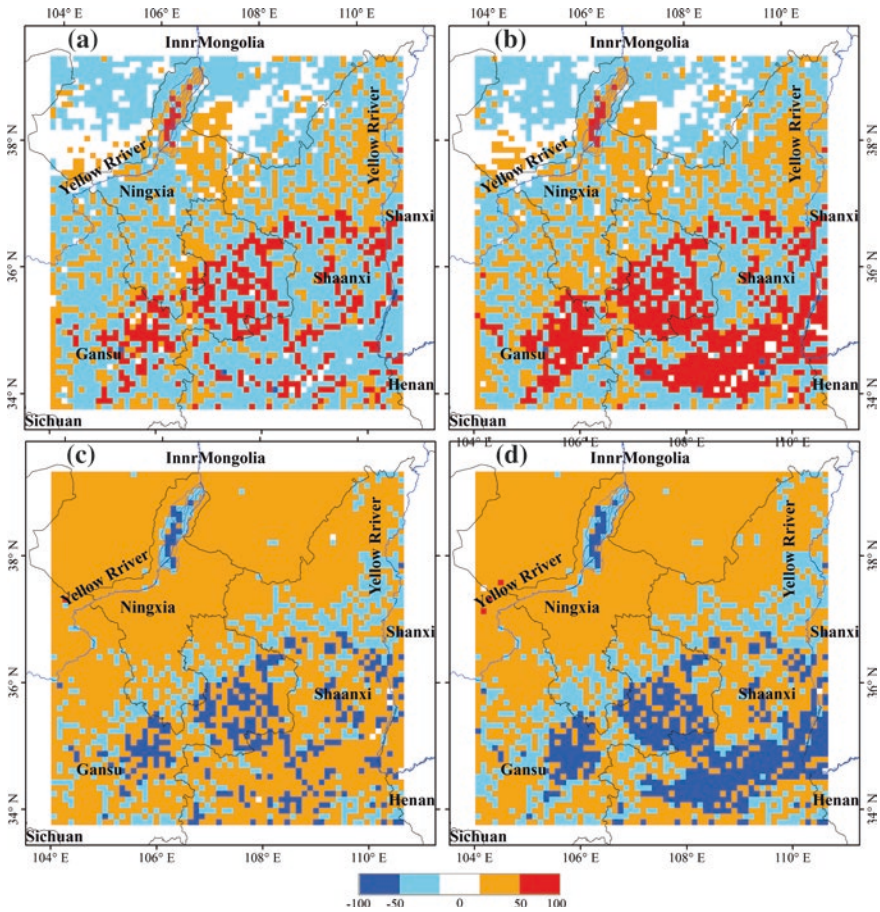 104° E 106° E 108° E 110° E 104° E 106° E 108° E 110° E
(a) InnrMongolia (b) InnrMongolia
38° N Yellow Rriver Yellow Rriver Yellow Rriver Yellow Rriver 38° N
Ningxia Ningxia
Shanxi Shanxi
36° N Shaanxi Shaanxi 36° N
Gansu Gansu
34° N Henan Henan 34° N
Sichuan Sichuan
104° E 106° E 108° E 110° E
(c) InnrMongolia (d) InnrMongolia
38° N Yellow Rriver Yellow Rriver Yellow Rriver Yellow Rriver 38° N
Ningxia Ningxia
Shanxi Shanxi
36° N Shaanxi Shaanxi 36° N
Gansu Gansu
34° N Henan Henan 34° N
Sichuan Sichuan
104° E 106° E 108° E 110° E 104° E 106° E 108° E 110° E
-100 -50 0 50 100